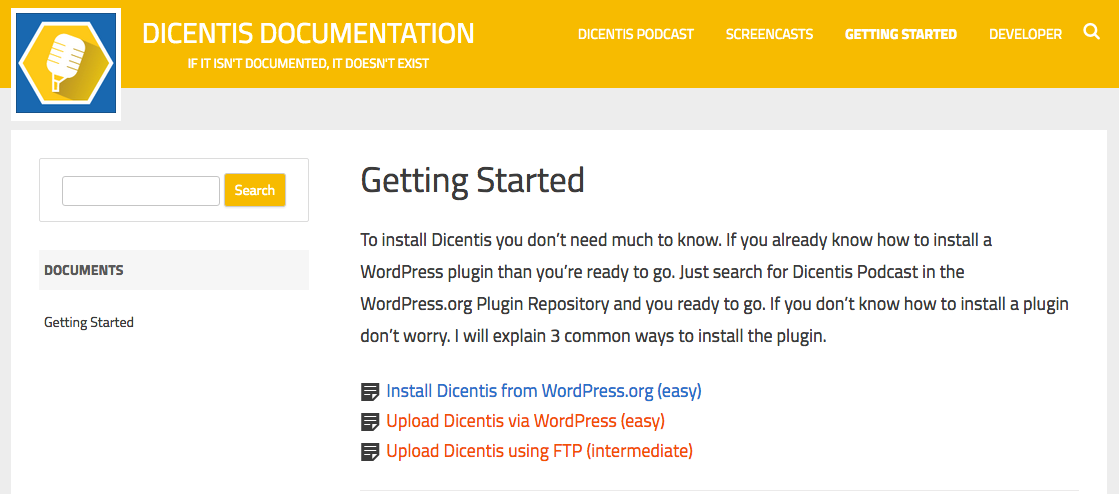 DICENTIS DOCUMENTATION
IF IT ISN'T DOCUMENTED, IT DOESN'T EXIST
DICENTIS PODCAST
SCREENCASTS
GETTING STARTED
DEVELOPER
Search
DOCUMENTS
Getting Started
Getting Started
To install Dicentis you don’t need much to know. If you already know how to install a
WordPress plugin than you’re ready to go. Just search for Dicentis Podcast in the
WordPress.org Plugin Repository and you ready to go. If you don’t know how to install a plugin
don’t worry. I will explain 3 common ways to install the plugin.
Install Dicentis from WordPress.org (easy)
Upload Dicentis via WordPress (easy)
Upload Dicentis using FTP (intermediate)